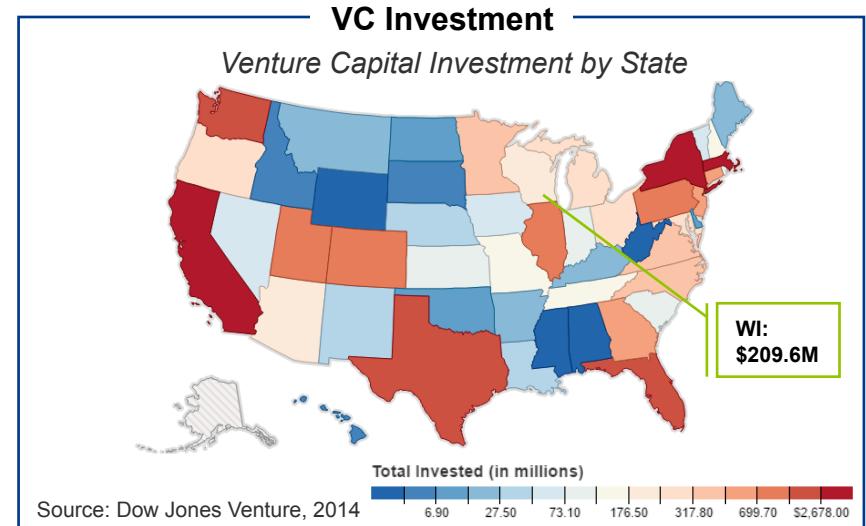 VC Investment
Venture Capital Investment by State
WI:
$209.6M
Total Invested (in millions)
6.90 27.50 73.10 176.50 317.80 699.70 $2,678.00
Source: Dow Jones Venture, 2014